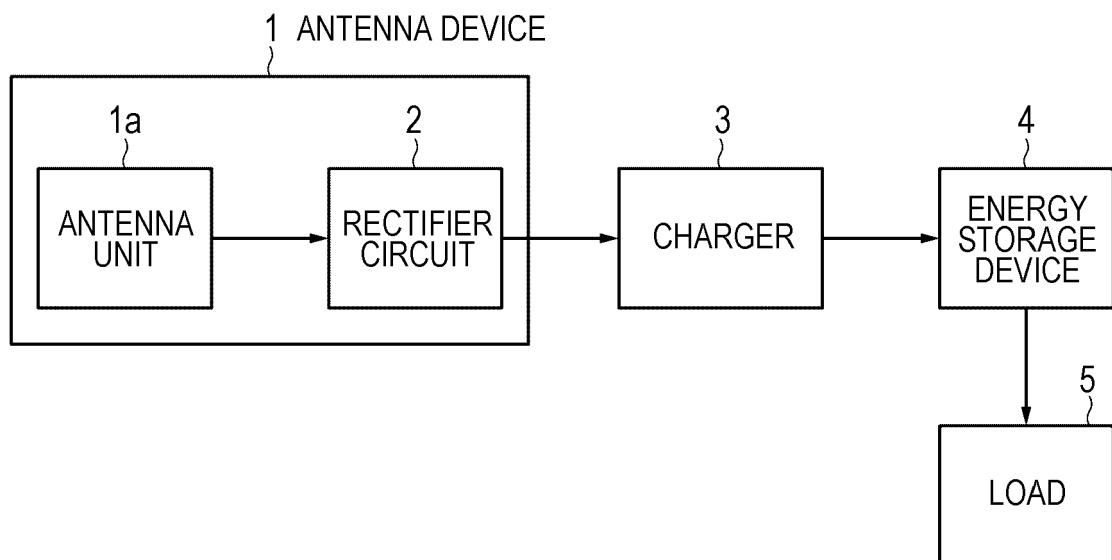 1 ANTENNA DEVICE
1a
2
3
4
ANTENNA
UNIT
RECTIFIER
CIRCUIT
CHARGER
ENERGY
STORAGE
DEVICE
5
LOAD